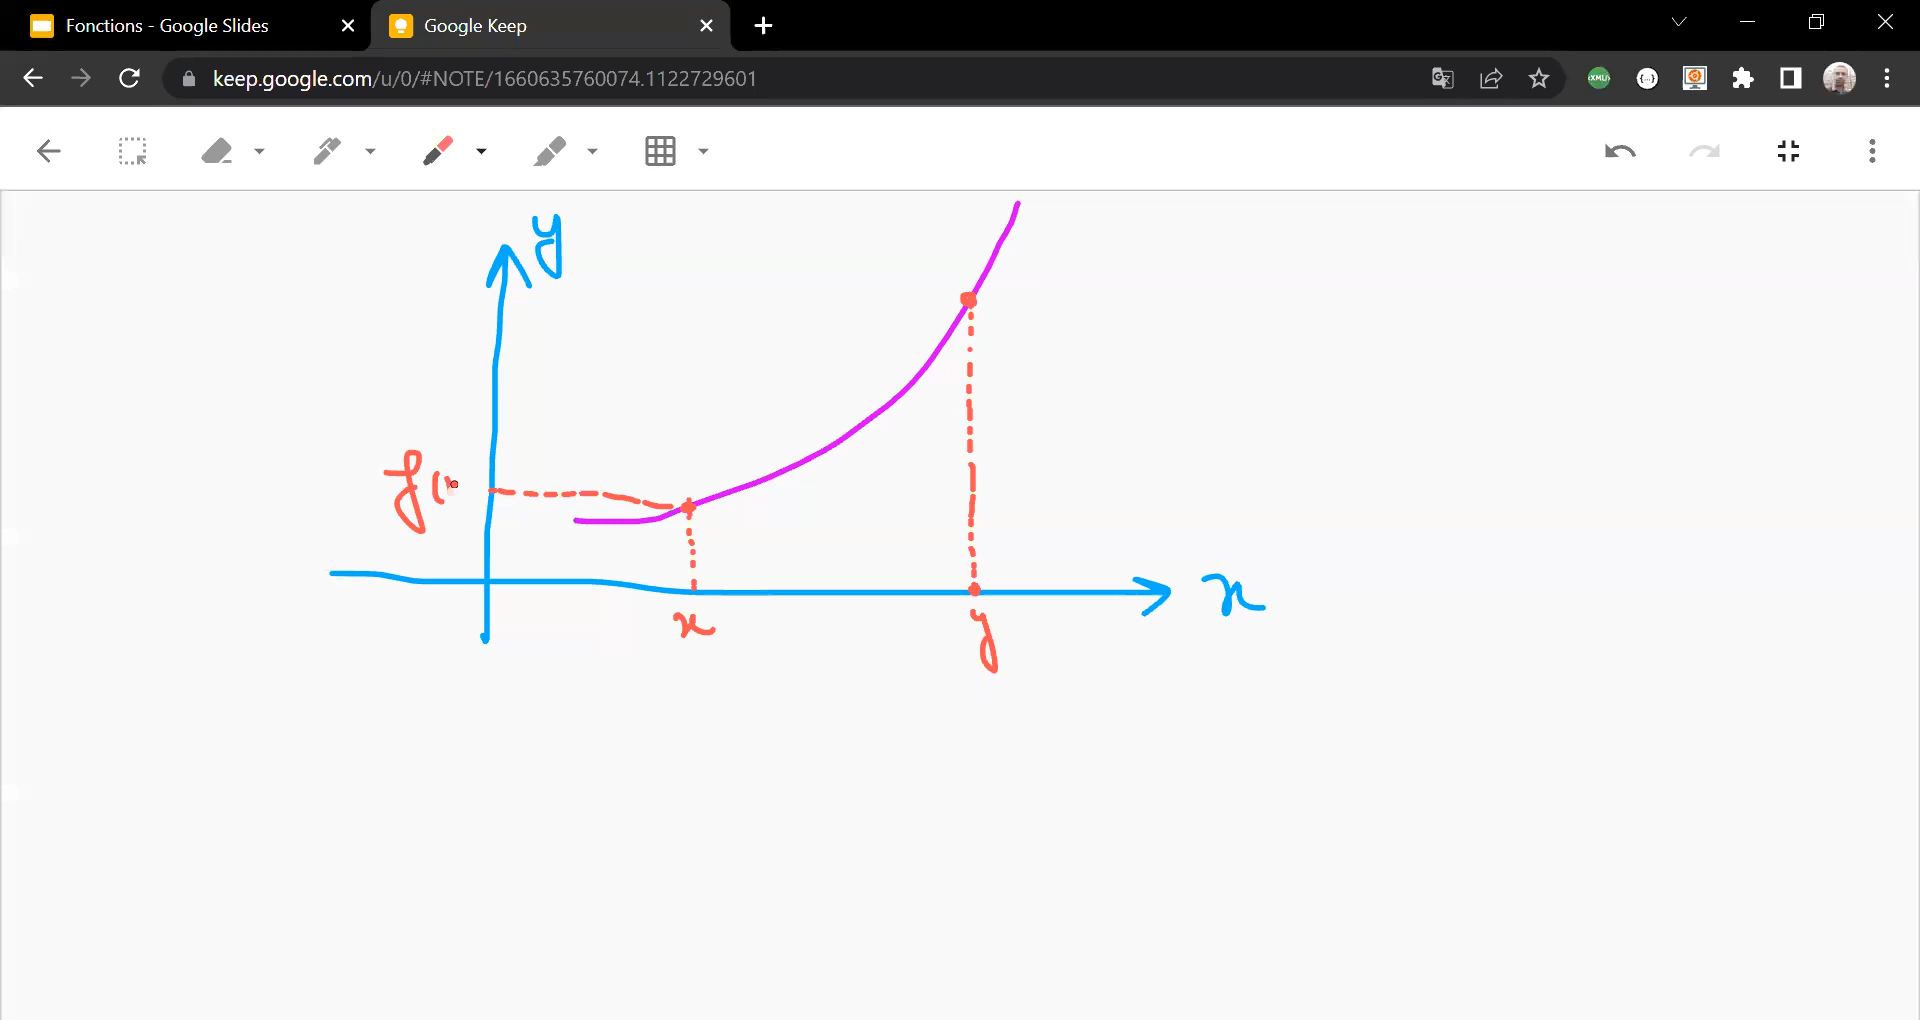 Fonctions - Google Slides
Google Keep
keep.google.com/u/0/#NOTE/1660635760074.1122729601
y
f(
x
x
y